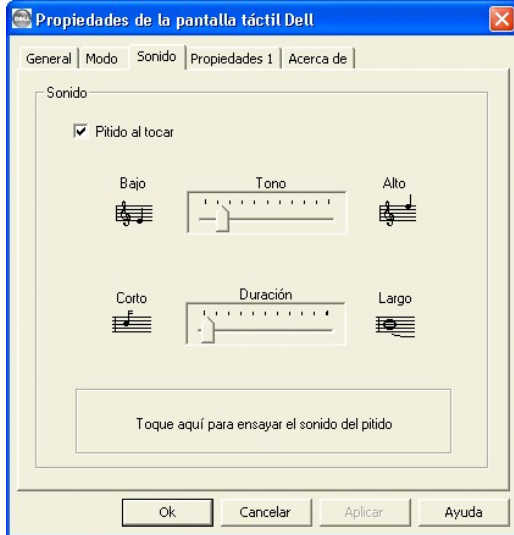 Propiedades de la pantalla táctil Dell
General Modo Sonido Propiedades 1 Acerca de
Sonido
Pitido al tocar
Bajo Tono Alto
Corto Duración Largo
Toque aquí para ensayar el sonido del pitido
Ok Cancelar Aplicar Ayuda